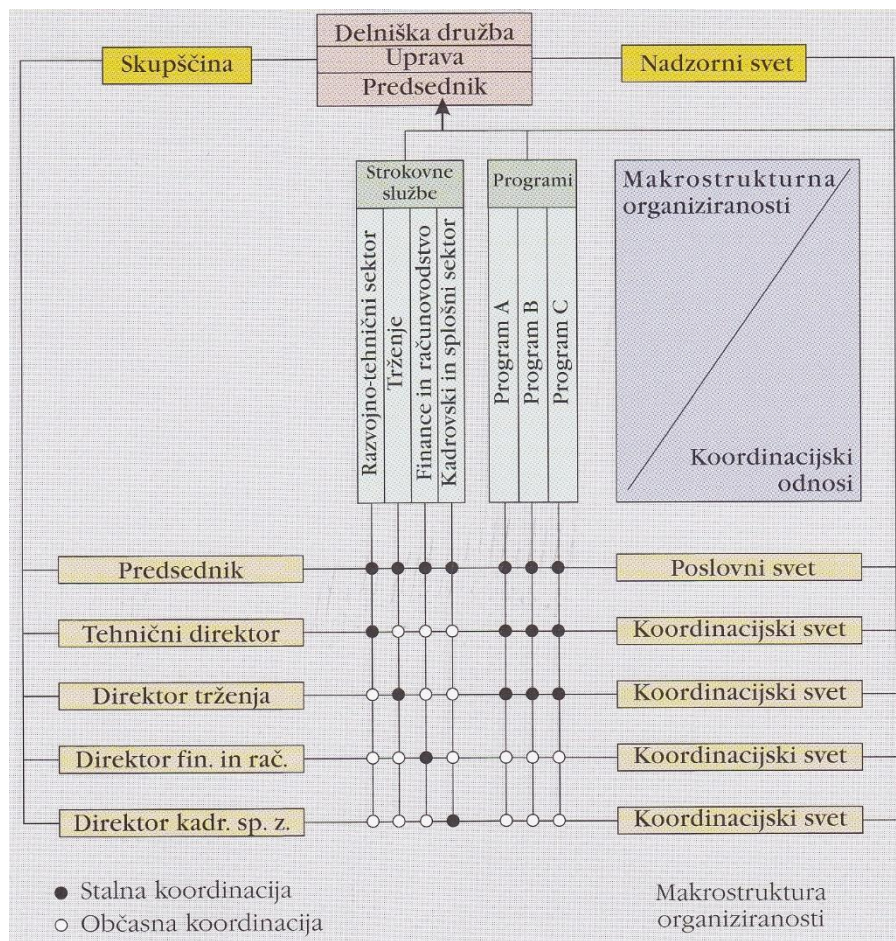 Delniška družba
Uprava
Predsednik
Skupščina
Nadzorni svet
Strokovne
službe
Programi
Razvojno-tehnični sektor
Trženje
Finance in računovodstvo
Kadrovski in splošni sektor
Program A
Program B
Program C
Makrostrukturna
organiziranosti
Koordinacijski
odnosi
Predsednik
Poslovni svet
Tehnični direktor
Koordinacijski svet
Direktor trženja
Koordinacijski svet
Direktor fin. in rač.
Koordinacijski svet
Direktor kadr. sp. z.
Koordinacijski svet
Stalna koordinacija
Občasna koordinacija
Makrostruktura
organiziranosti